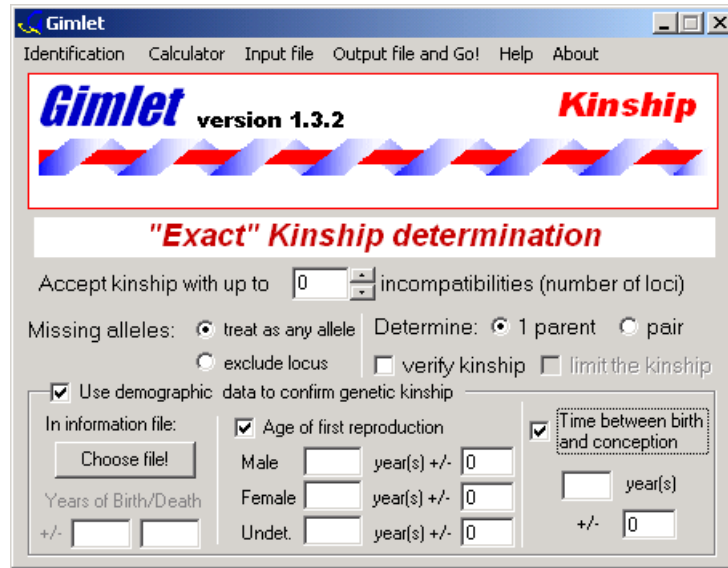 Gimlet
Identification Calculator Input file Output file and Go! Help About
Gimlet version 1.3.2 Kinship
"Exact" Kinship determination
Accept kinship with up to 0 incompatibilities (number of loci)
Missing alleles: treat as any allele Determine: 1 parent pair
exclude locus verify kinship limit the kinship
Use demographic data to confirm genetic kinship
In information file: Age of first reproduction Time between birth
and conception
Choose file! Male year(s) +/- 0
Years of Birth/Death Female year(s) +/- 0 year(s)
+/- Undet. year(s) +/- 0 +/- 0